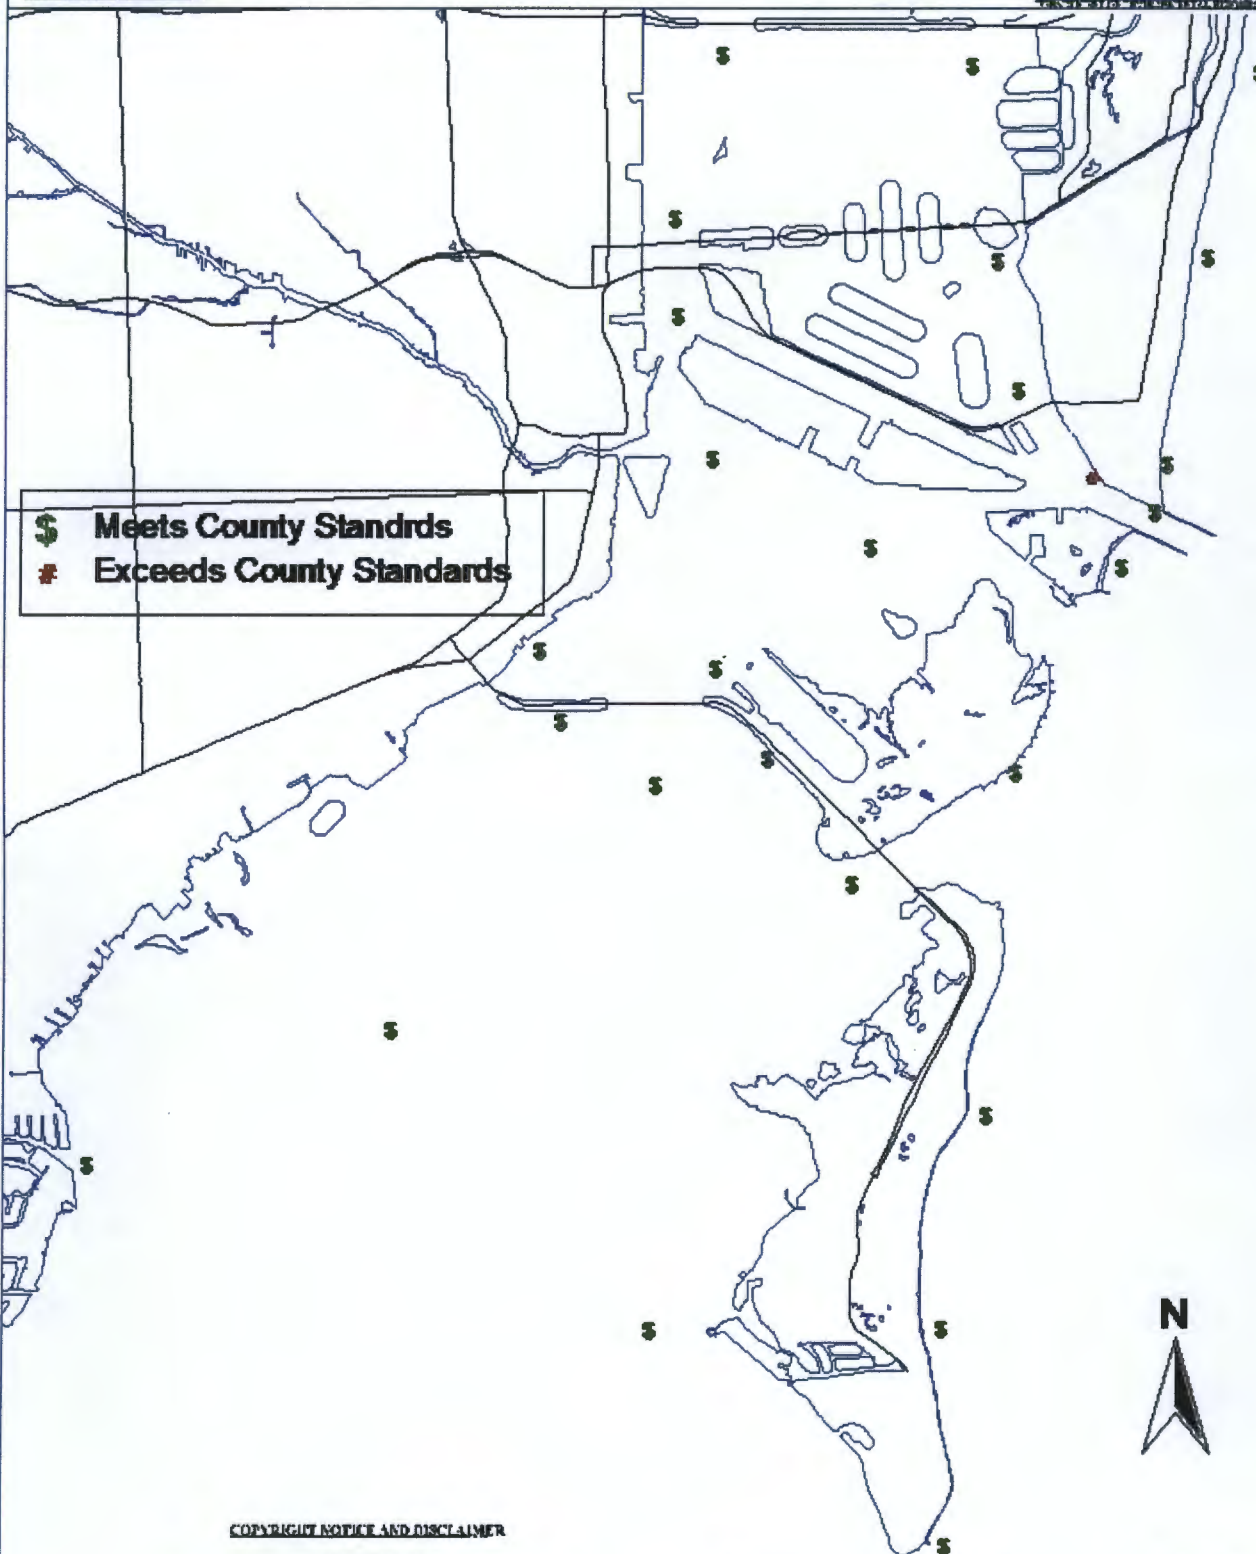 $ Meets County Standrds
# Exceeds County Standards
N
COPYRIGHT NOTICE AND DISCLAIMER